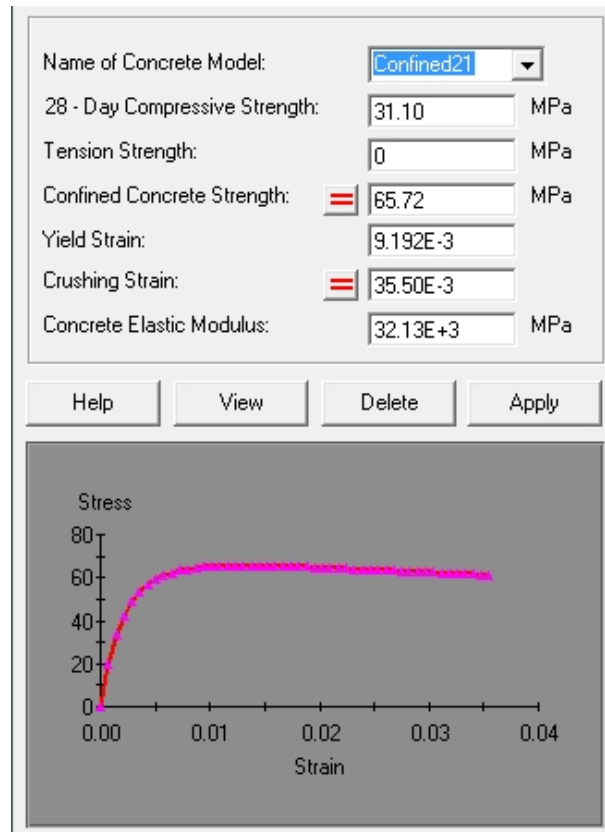 Name of Concrete Model: Confined21
28 - Day Compressive Strength: 31.10 MPa
Tension Strength: 0 MPa
Confined Concrete Strength: 65.72 MPa
Yield Strain: 9.192E-3
Crushing Strain: 35.50E-3
Concrete Elastic Modulus: 32.13E+3 MPa
Help View Delete Apply
Stress
80
60
40
20
0
0.00 0.01 0.02 0.03 0.04
Strain